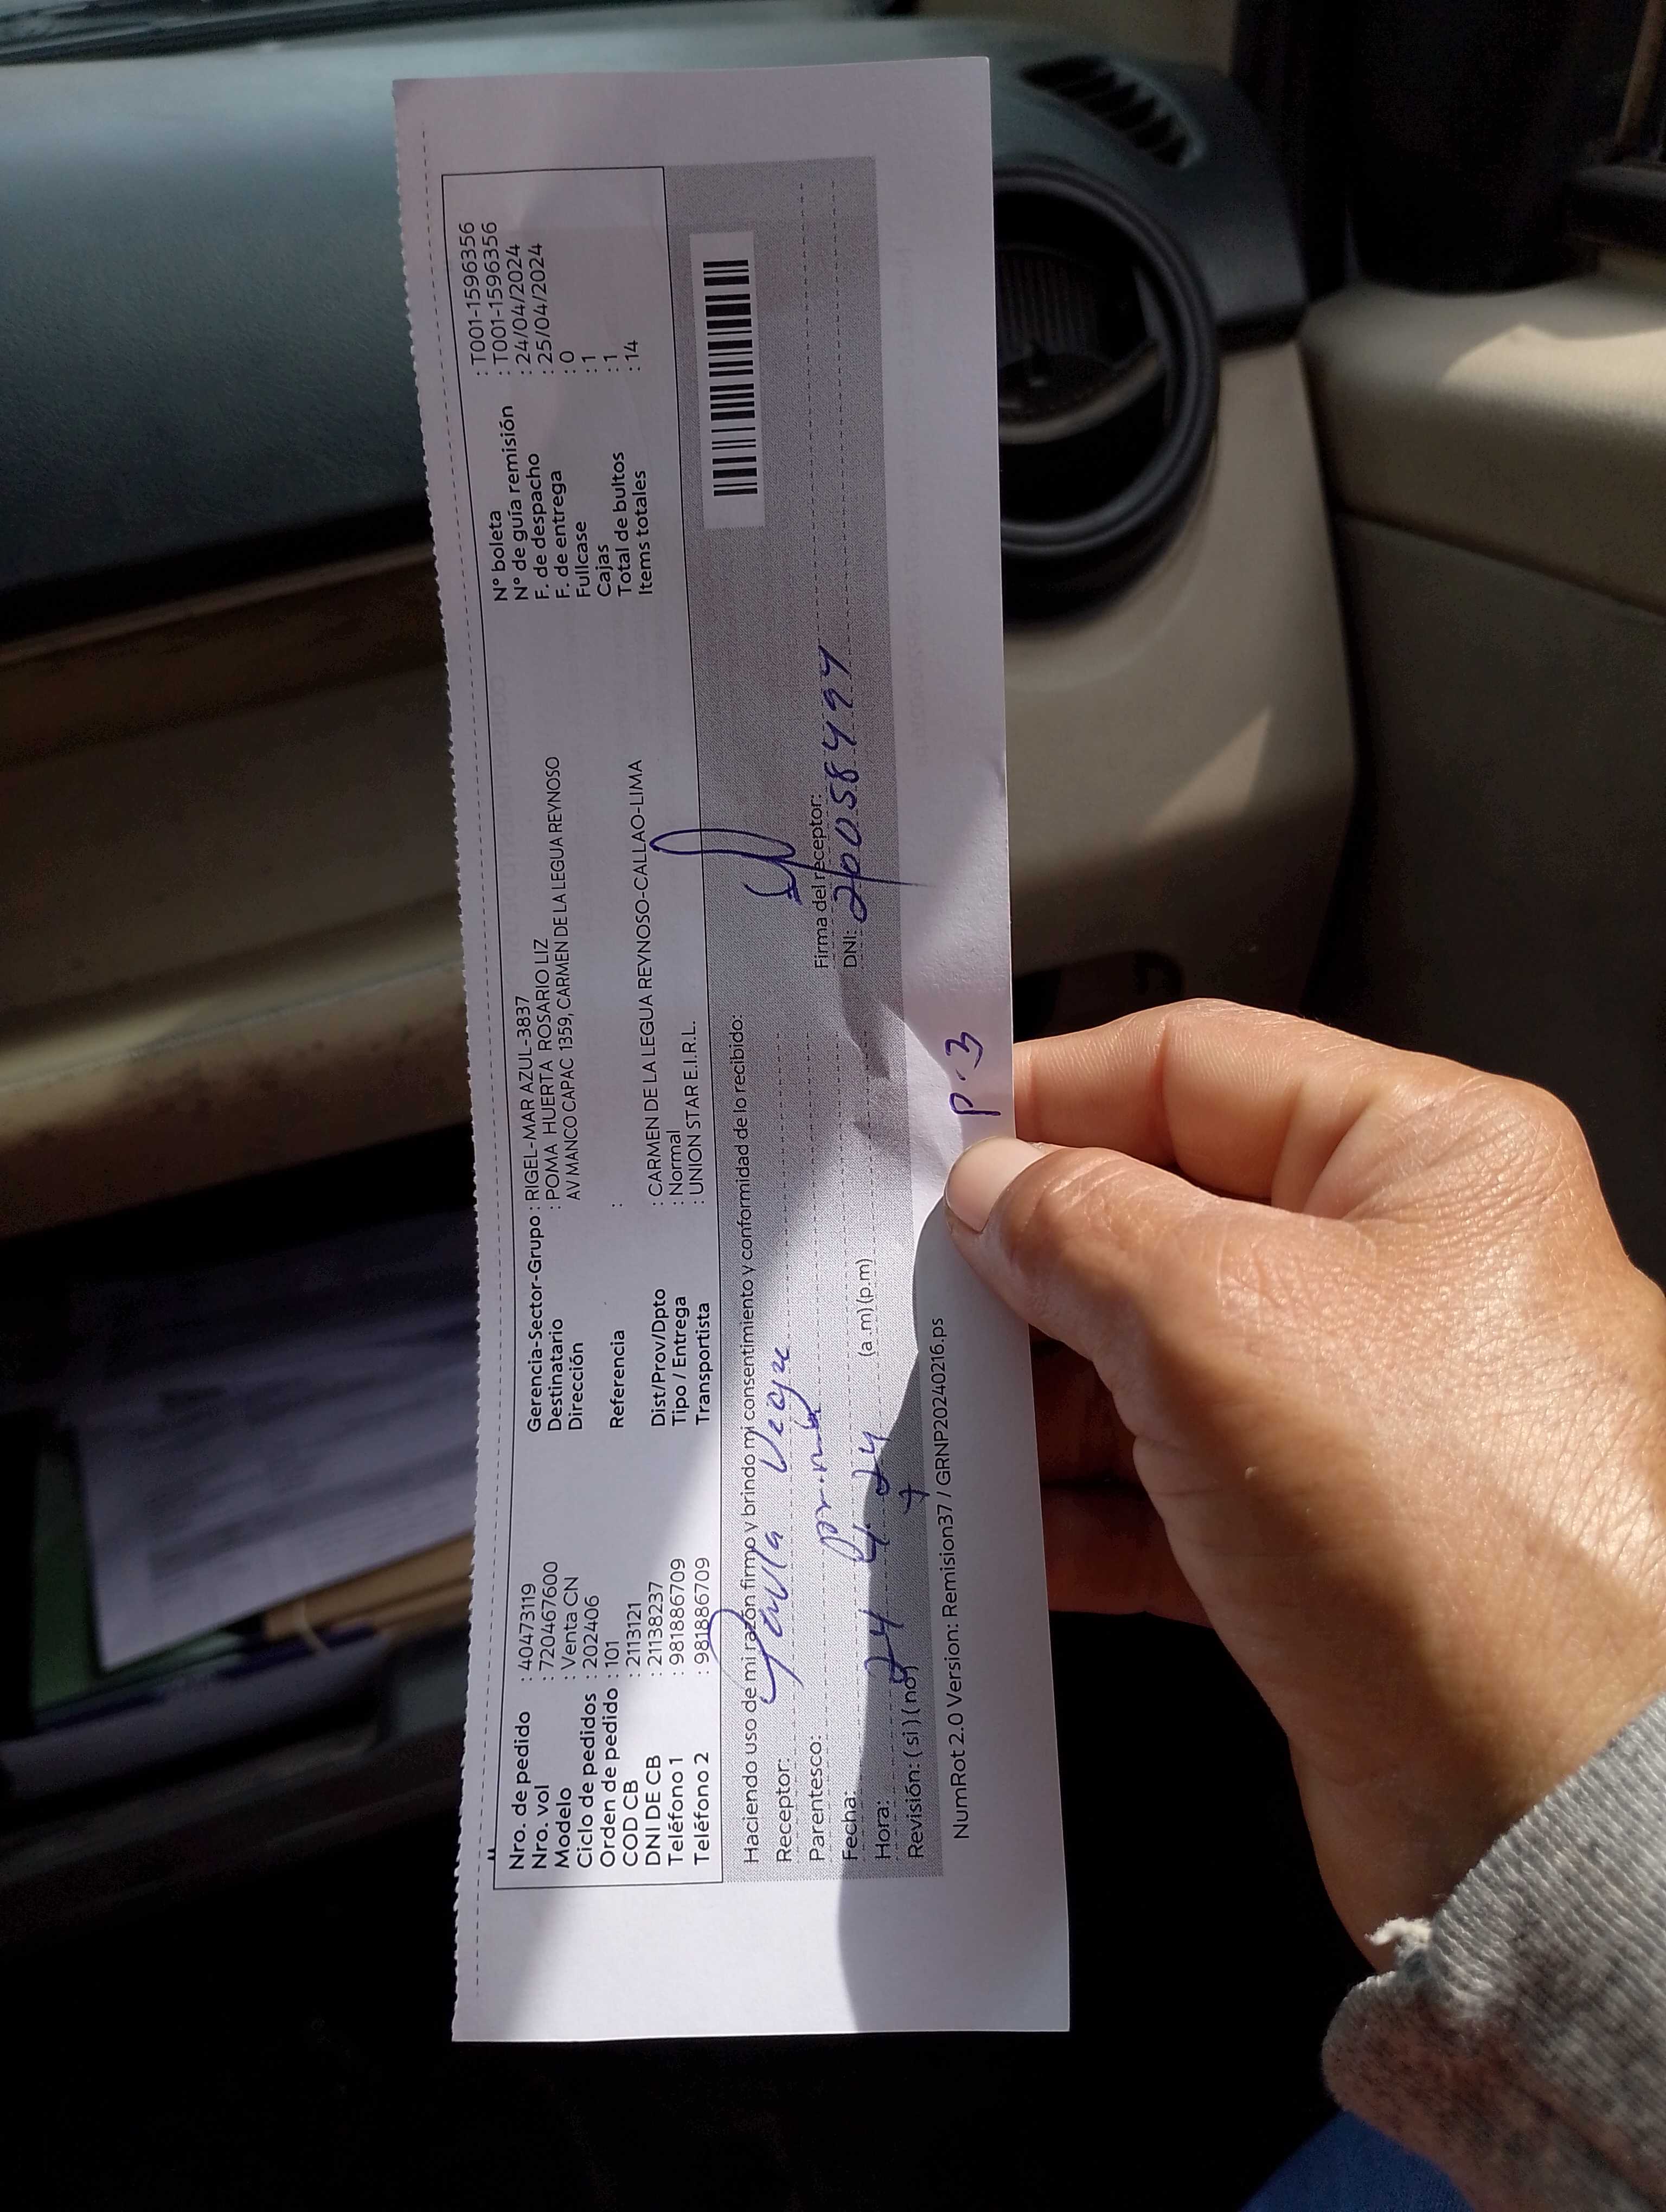 Nro. de pedido : 40473119
Nro. vol : 720467600
Modelo : Venta CN
Ciclo de pedidos : 202406
Orden de pedido : 101
COD CB : 2113121
DNI DE CB : 21138237
Teléfono 1 : 981886709
Teléfono 2 : 981886709
Gerencia-Sector-Grupo : RIGEL-MAR AZUL-3837
Destinatario : POMA HUERTA ROSARIO LIZ
Dirección AV MANCO CAPAC 1359, CARMEN DE LA LEGUA REYNOSO
Referencia :
Dist/Prov/Dpto : CARMEN DE LA LEGUA REYNOSO-CALLAO-LIMA
Tipo / Entrega : Normal
Transportista : UNION STAR E.I.R.L.
N° boleta : T001-1596356
N° de guía remisión : T001-1596356
F. de despacho : 24/04/2024
F. de entrega : 25/04/2024
Fullcase : 0
Cajas : 1
Total de bultos : 1
Items totales : 14
Haciendo uso de mi razón firmo y brindo mi consentimiento y conformidad de lo recibido:
Receptor:
Parentesco:
Fecha: 24 4. 24
Hora: (a.m) (p.m)
Revisión: ( si ) ( no )
Firma del receptor:
DNI:
P.3
NumRot 2.0 Version: Remision37 / GRNP20240216.ps